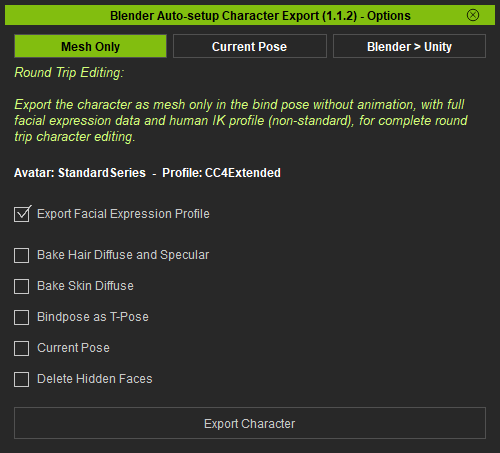 Blender Auto-setup Character Export (1.1.2) - Options
Mesh Only
Current Pose
Blender > Unity
Round Trip Editing:
Export the character as mesh only in the bind pose without animation, with full
facial expression data and human IK profile (non-standard), for complete round
trip character editing.
Avatar: StandardSeries - Profile: CC4Extended
Export Facial Expression Profile
Bake Hair Diffuse and Specular
Bake Skin Diffuse
Bindpose as T-Pose
Current Pose
Delete Hidden Faces
Export Character